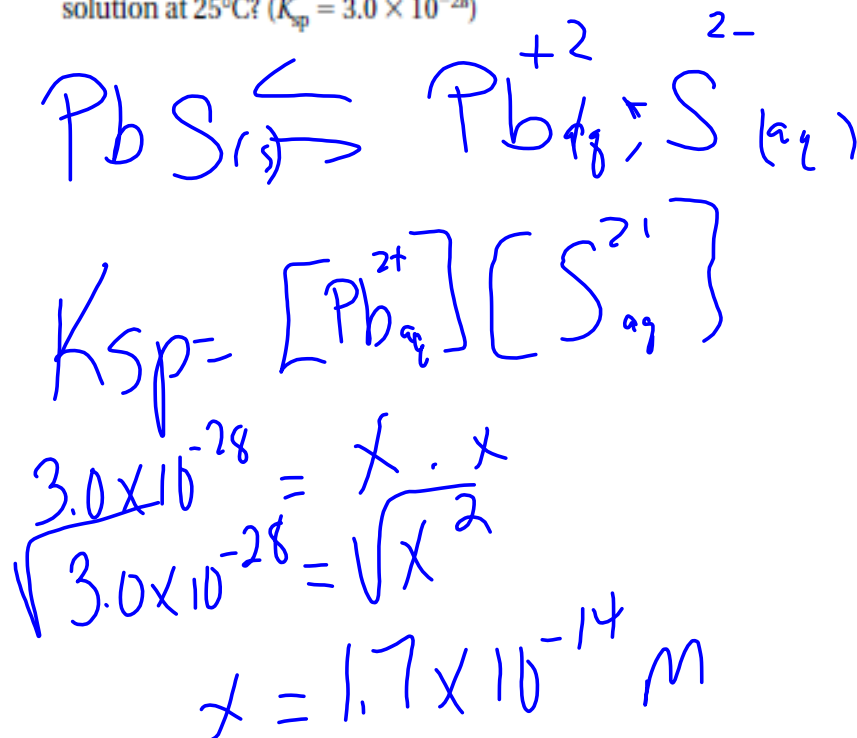 solution at 25°C? (Ksp = 3.0 × 10⁻²⁸)
PbS(s) ⇌ Pb⁺²(aq) + S²⁻(aq)
Ksp = [Pb²⁺aq][S²⁻aq]
3.0 x 10⁻²⁸ = x · x
√3.0 x 10⁻²⁸ = √x²
x = 1.7 x 10⁻¹⁴ M